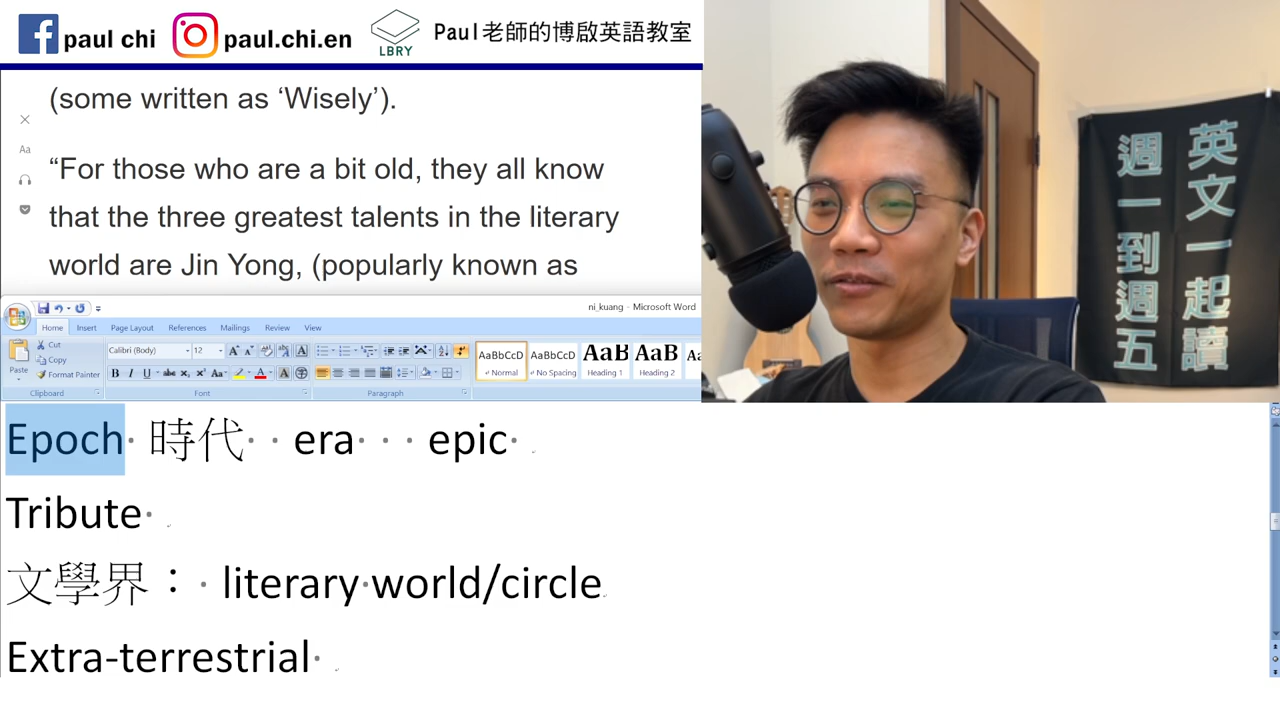 paul chi
paul.chi.en
LBRY
Paul老師的博啟英語教室
(some written as ‘Wisely’).
Aa
“For those who are a bit old, they all know
that the three greatest talents in the literary
world are Jin Yong, (popularly known as
ni_kuang - Microsoft Word
Home Insert Page Layout References Mailings Review View
Paste
Cut
Copy
Format Painter
Clipboard
Calibri (Body) 12
Font
Paragraph
AaBbCcD AaBbCcD AaBb AaB
Normal No Spacing Heading 1 Heading 2
英文一起讀
週一到週五
Epoch 時代 era epic
Tribute
文學界： literary world/circle
Extra-terrestrial